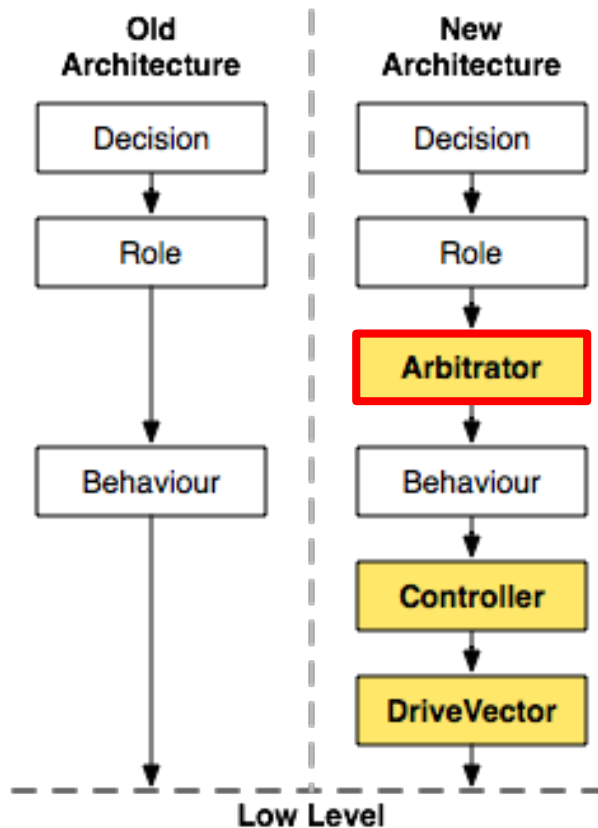 Old
Architecture
Decision
Role
Behaviour
New
Architecture
Decision
Role
Arbitrator
Behaviour
Controller
DriveVector
Low Level